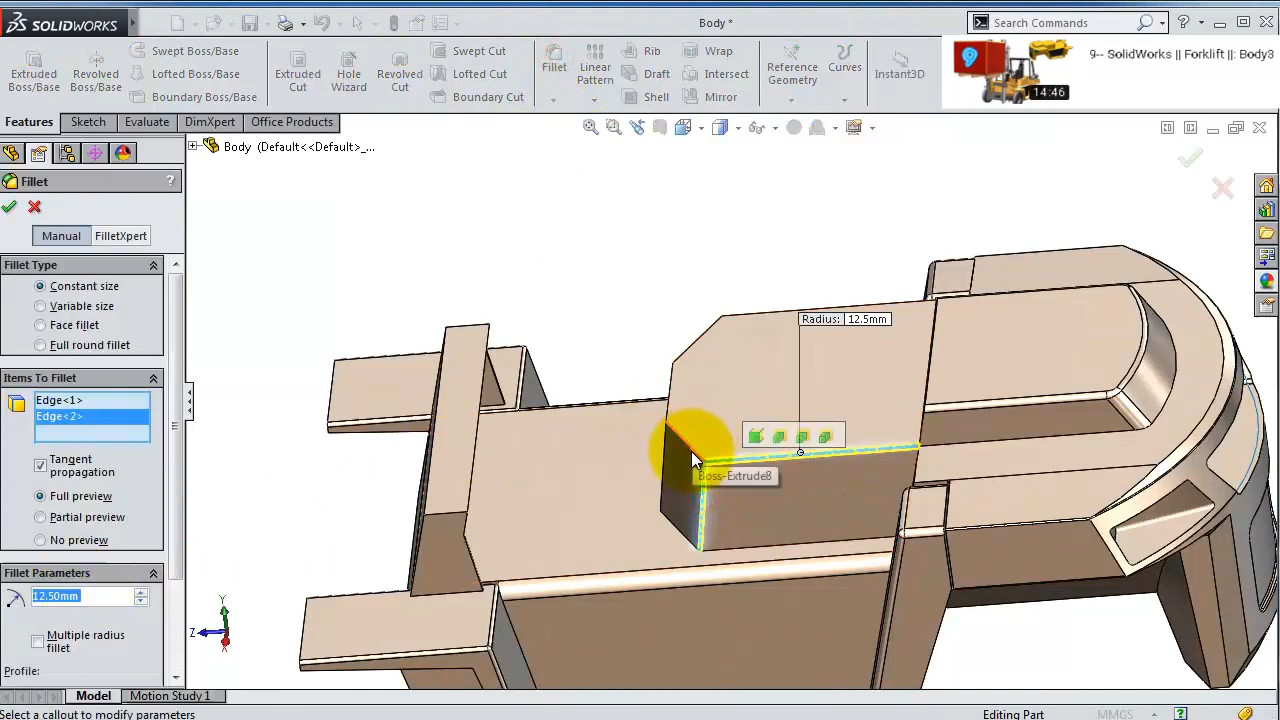 SOLIDWORKS
Body *
Search Commands
Extruded
Boss/Base
Revolved
Boss/Base
Swept Boss/Base
Lofted Boss/Base
Boundary Boss/Base
Extruded
Cut
Hole
Wizard
Revolved
Cut
Swept Cut
Lofted Cut
Boundary Cut
Fillet
Linear
Pattern
Rib
Draft
Shell
Wrap
Intersect
Mirror
Reference
Geometry
Curves
Instant3D
9-- SolidWorks || Forklift ||: Body3
9
14:46
Features
Sketch
Evaluate
DimXpert
Office Products
Body (Default<<Default>_...
Fillet
?
Manual
FilletXpert
Fillet Type
Constant size
Variable size
Face fillet
Full round fillet
Items To Fillet
Edge<1>
Edge<2>
Tangent
propagation
Full preview
Partial preview
No preview
Fillet Parameters
12.50mm
Multiple radius
fillet
Profile:
Radius: 12.5mm
Boss-Extrude8
Y
Z
X
Model
Motion Study 1
Select a callout to modify parameters
Editing Part
MMGS
?